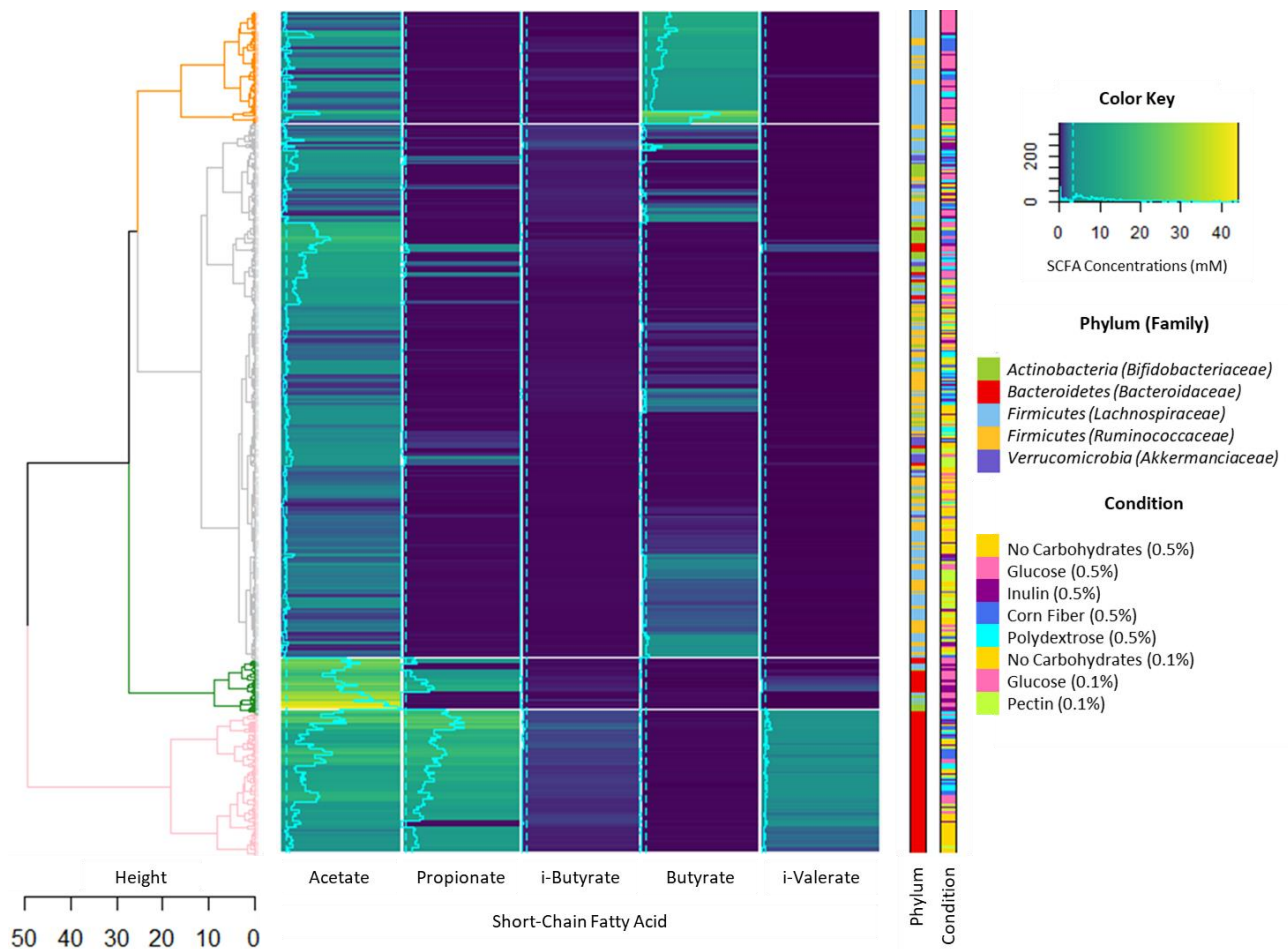 Color Key
200
0
0 10 20 30 40
SCFA Concentrations (mM)
Phylum (Family)
Actinobacteria (Bifidobacteriaceae)
Bacteroidetes (Bacteroidaceae)
Firmicutes (Lachnospiraceae)
Firmicutes (Ruminococcaceae)
Verrucomicrobia (Akkermanciaceae)
Condition
No Carbohydrates (0.5%)
Glucose (0.5%)
Inulin (0.5%)
Corn Fiber (0.5%)
Polydextrose (0.5%)
No Carbohydrates (0.1%)
Glucose (0.1%)
Pectin (0.1%)
Height
50 40 30 20 10 0
Acetate Propionate i-Butyrate Butyrate i-Valerate
Short-Chain Fatty Acid
Phylum
Condition